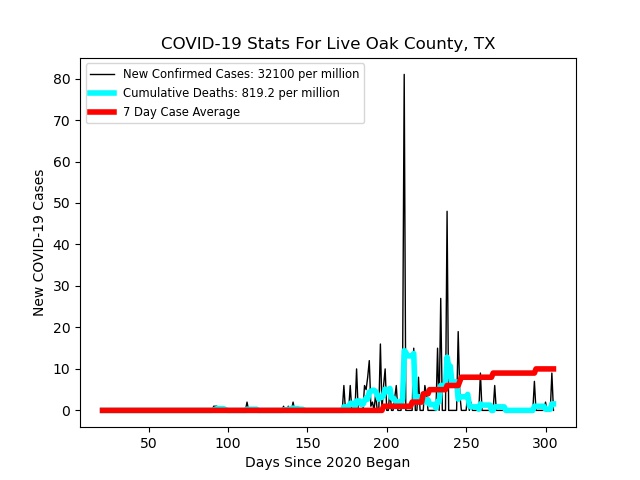 COVID-19 Stats For Live Oak County, TX
New Confirmed Cases: 32100 per million
Cumulative Deaths: 819.2 per million
7 Day Case Average
New COVID-19 Cases
80
70
60
50
40
30
20
10
0
50 100 150 200 250 300
Days Since 2020 Began